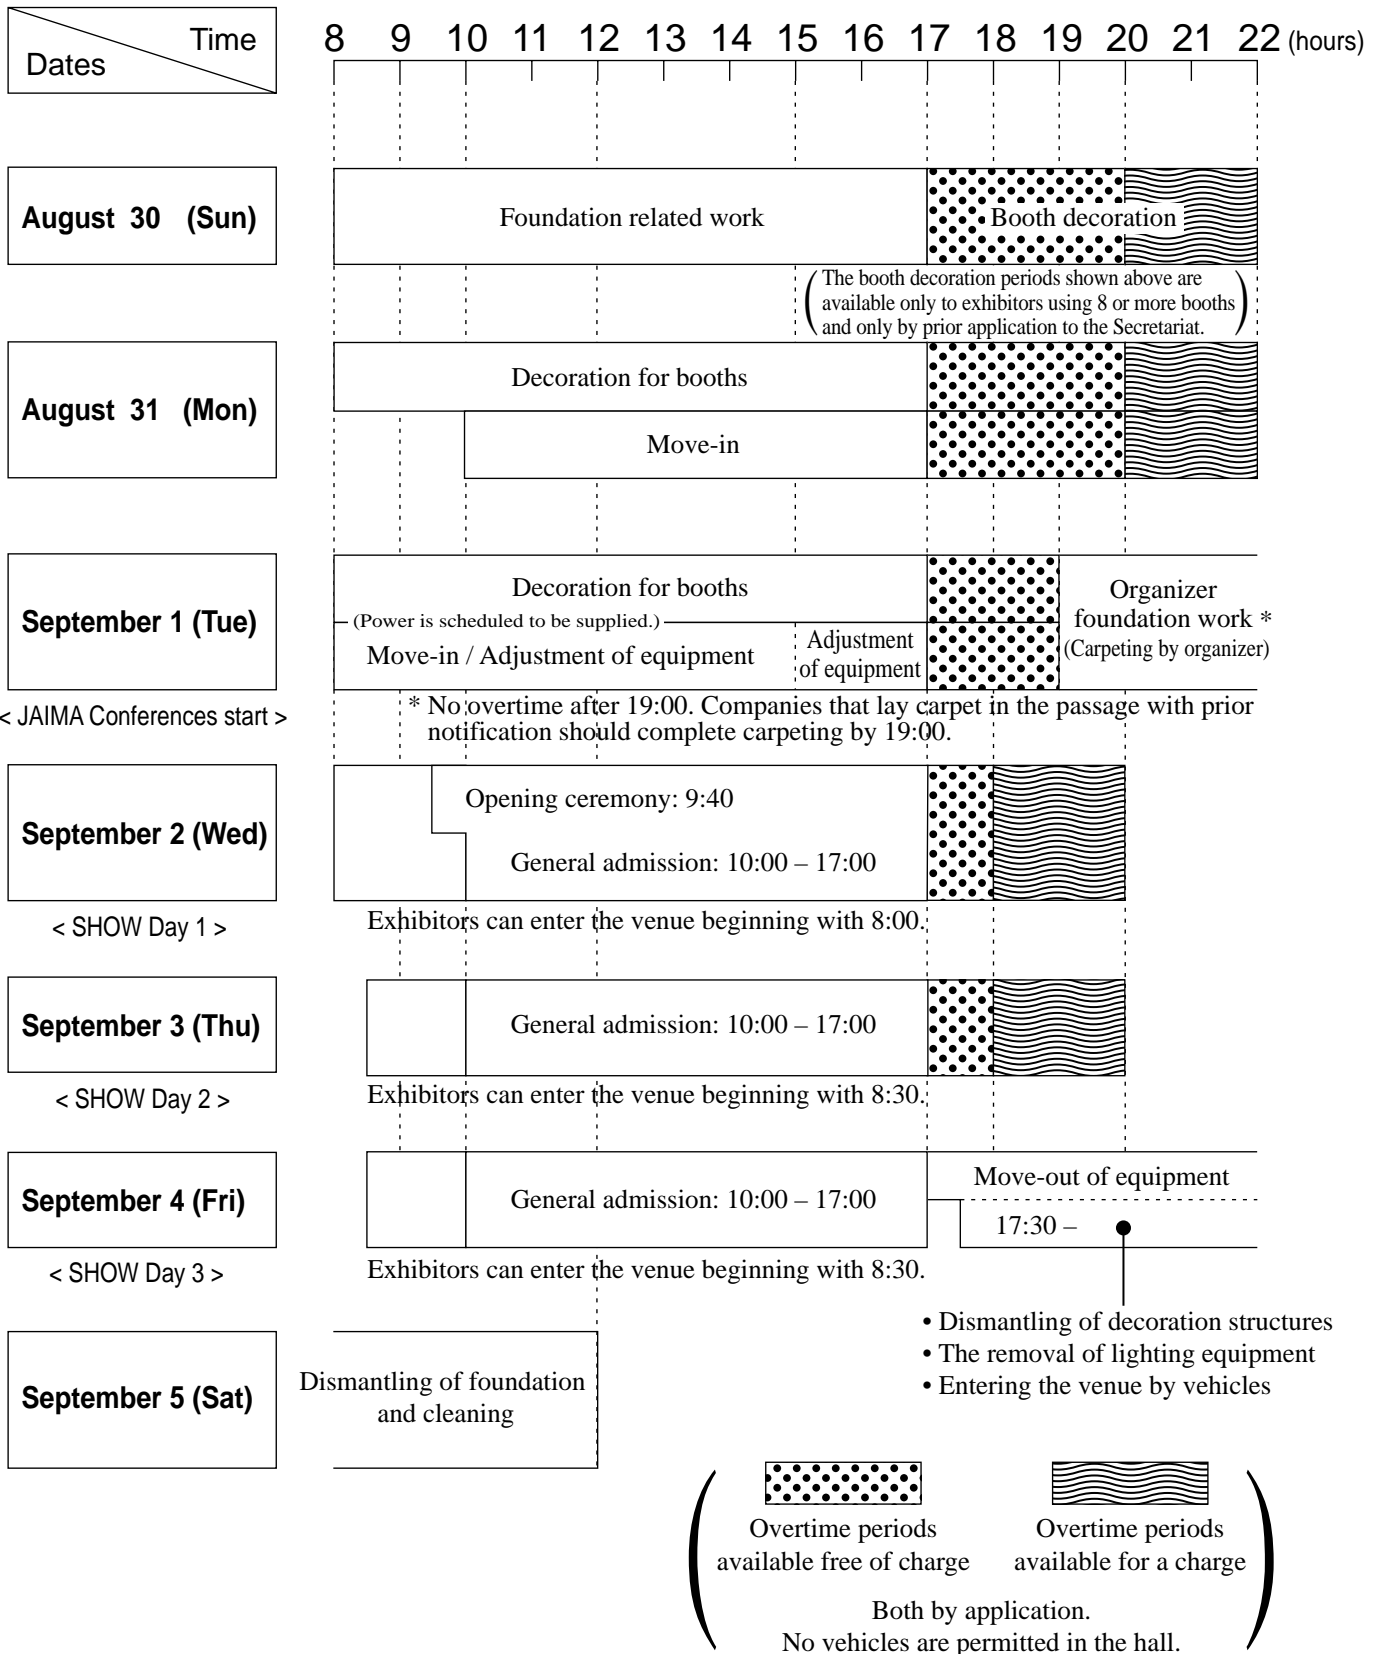 Time
Dates
8 9 10 11 12 13 14 15 16 17 18 19 20 21 22 (hours)
August 30 (Sun)
Foundation related work
Booth decoration
(The booth decoration periods shown above are
available only to exhibitors using 8 or more booths
and only by prior application to the Secretariat.)
August 31 (Mon)
Decoration for booths
Move-in
September 1 (Tue)
Decoration for booths
(Power is scheduled to be supplied.)
Move-in / Adjustment of equipment
Adjustment
of equipment
Organizer
foundation work *
(Carpeting by organizer)
< JAIMA Conferences start >
* No overtime after 19:00. Companies that lay carpet in the passage with prior
notification should complete carpeting by 19:00.
September 2 (Wed)
Opening ceremony: 9:40
General admission: 10:00 – 17:00
< SHOW Day 1 >
Exhibitors can enter the venue beginning with 8:00.
September 3 (Thu)
General admission: 10:00 – 17:00
< SHOW Day 2 >
Exhibitors can enter the venue beginning with 8:30.
September 4 (Fri)
General admission: 10:00 – 17:00
Move-out of equipment
17:30 –
< SHOW Day 3 >
Exhibitors can enter the venue beginning with 8:30.
• Dismantling of decoration structures
• The removal of lighting equipment
• Entering the venue by vehicles
September 5 (Sat)
Dismantling of foundation
and cleaning
Overtime periods
available free of charge
Overtime periods
available for a charge
Both by application.
No vehicles are permitted in the hall.